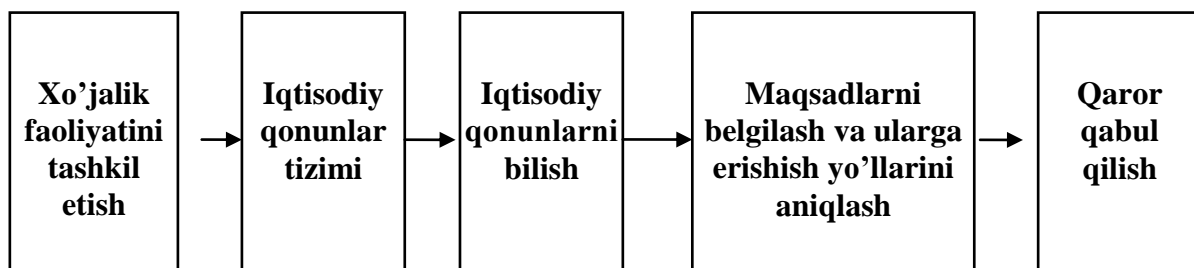 Xo’jalik
faoliyatini
tashkil
etish
Iqtisodiy
qonunlar
tizimi
Iqtisodiy
qonunlarni
bilish
Maqsadlarni
belgilash va ularga
erishish yo’llarini
aniqlash
Qaror
qabul
qilish